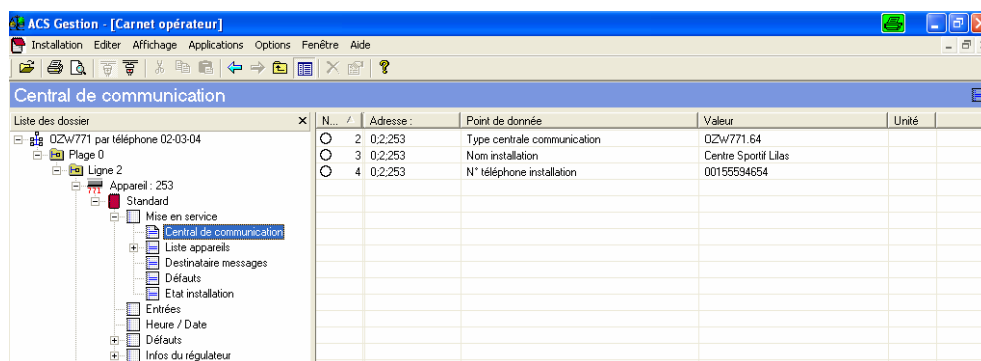 ACS Gestion - [Carnet opérateur]
Installation Editer Affichage Applications Options Fenêtre Aide
Central de communication
Liste des dossier
N... Adresse : Point de donnée Valeur Unité
OZW771 par téléphone 02-03-04
Plage 0
Ligne 2
771 Appareil : 253
Standard
Mise en service
Central de communication
Liste appareils
Destinataire messages
Défauts
Etat installation
Entrées
Heure / Date
Défauts
Infos du régulateur
2 0;2;253 Type centrale communication OZW771.64
3 0;2;253 Nom installation Centre Sportif Lilas
4 0;2;253 N° téléphone installation 00155594654